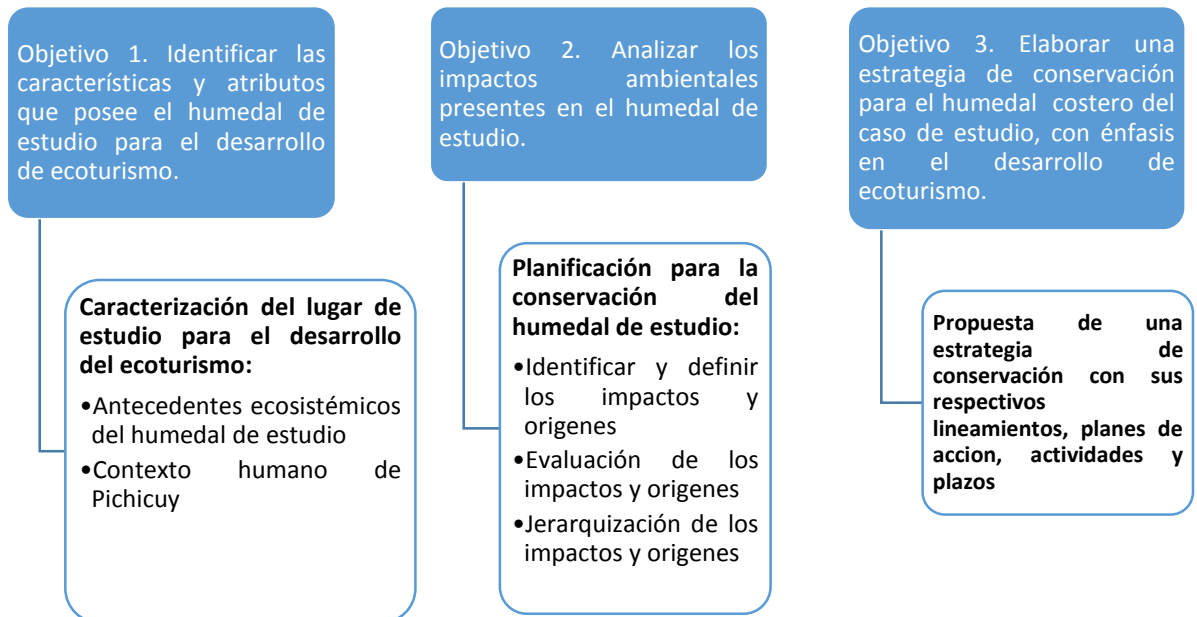 Objetivo 1. Identificar las
características y atributos
que posee el humedal de
estudio para el desarrollo
de ecoturismo.
Caracterización del lugar de
estudio para el desarrollo
del ecoturismo:
•Antecedentes ecosistémicos
del humedal de estudio
•Contexto humano de
Pichicuy
Objetivo 2. Analizar los
impactos ambientales
presentes en el humedal de
estudio.
Planificación para la
conservación del
humedal de estudio:
•Identificar y definir
los impactos y
origenes
•Evaluación de los
impactos y origenes
•Jerarquización de los
impactos y origenes
Objetivo 3. Elaborar una
estrategia de conservación
para el humedal costero del
caso de estudio, con énfasis
en el desarrollo de
ecoturismo.
Propuesta de una
estrategia de
conservación con sus
respectivos
lineamientos, planes de
accion, actividades y
plazos